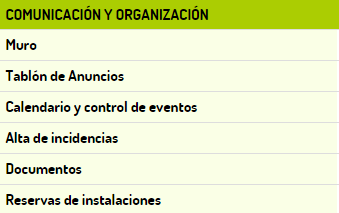 COMUNICACIÓN Y ORGANIZACIÓN
Muro
Tablón de Anuncios
Calendario y control de eventos
Alta de incidencias
Documentos
Reservas de instalaciones